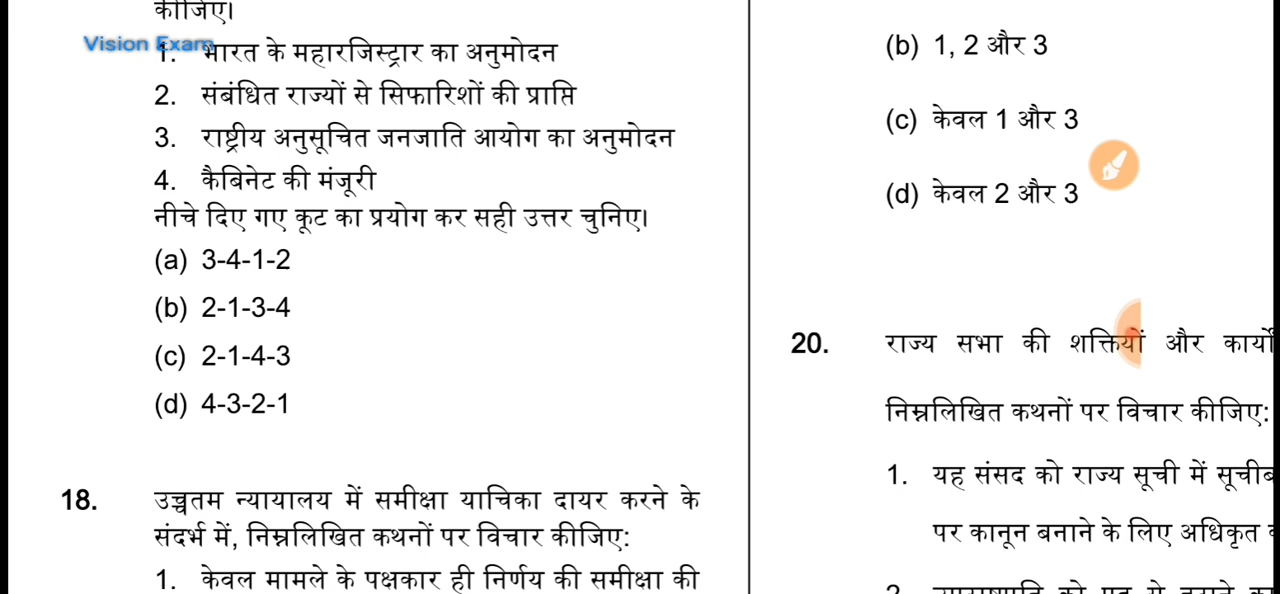 कीजिए।
Vision Exam
1. भारत के महारजिस्ट्रार का अनुमोदन
2. संबंधित राज्यों से सिफारिशों की प्राप्ति
3. राष्ट्रीय अनुसूचित जनजाति आयोग का अनुमोदन
4. कैबिनेट की मंजूरी
नीचे दिए गए कूट का प्रयोग कर सही उत्तर चुनिए।
(a) 3-4-1-2
(b) 2-1-3-4
(c) 2-1-4-3
(d) 4-3-2-1
18. उच्चतम न्यायालय में समीक्षा याचिका दायर करने के
संदर्भ में, निम्नलिखित कथनों पर विचार कीजिए:
1. केवल मामले के पक्षकार ही निर्णय की समीक्षा की
(b) 1, 2 और 3
(c) केवल 1 और 3
(d) केवल 2 और 3
20. राज्य सभा की शक्तियों और कार्यों
निम्नलिखित कथनों पर विचार कीजिए:
1. यह संसद को राज्य सूची में
पर कानून बनाने के लिए अधिकृत